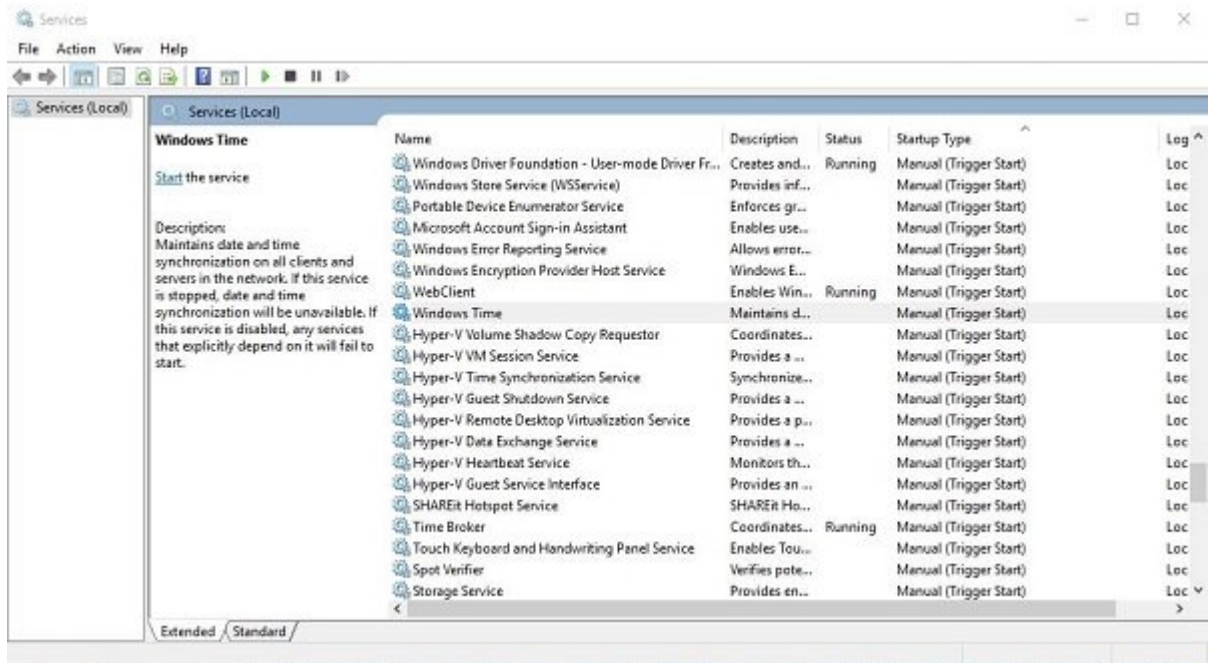 Services
File Action View Help
Services (Local)
Services (Local)
Windows Time
Start the service
Description:
Maintains date and time
synchronization on all clients and
servers in the network. If this service
is stopped, date and time
synchronization will be unavailable. If
this service is disabled, any services
that explicitly depend on it will fail to
start.
Name Description Status Startup Type Log
Windows Driver Foundation - User-mode Driver Fr... Creates and... Running Manual (Trigger Start) Loc
Windows Store Service (WSService) Provides inf... Manual (Trigger Start) Loc
Portable Device Enumerator Service Enforces gr... Manual (Trigger Start) Loc
Microsoft Account Sign-in Assistant Enables use... Manual (Trigger Start) Loc
Windows Error Reporting Service Allows error... Manual (Trigger Start) Loc
Windows Encryption Provider Host Service Windows E... Manual (Trigger Start) Loc
WebClient Enables Win... Running Manual (Trigger Start) Loc
Windows Time Maintains d... Manual (Trigger Start) Loc
Hyper-V Volume Shadow Copy Requestor Coordinates... Manual (Trigger Start) Loc
Hyper-V VM Session Service Provides a ... Manual (Trigger Start) Loc
Hyper-V Time Synchronization Service Synchronize... Manual (Trigger Start) Loc
Hyper-V Guest Shutdown Service Provides a ... Manual (Trigger Start) Loc
Hyper-V Remote Desktop Virtualization Service Provides a p... Manual (Trigger Start) Loc
Hyper-V Data Exchange Service Provides a ... Manual (Trigger Start) Loc
Hyper-V Heartbeat Service Monitors th... Manual (Trigger Start) Loc
Hyper-V Guest Service Interface Provides an ... Manual (Trigger Start) Loc
SHAREit Hotspot Service SHAREit Ho... Manual (Trigger Start) Loc
Time Broker Coordinates... Running Manual (Trigger Start) Loc
Touch Keyboard and Handwriting Panel Service Enables Tou... Manual (Trigger Start) Loc
Spot Verifier Verifies pote... Manual (Trigger Start) Loc
Storage Service Provides en... Manual (Trigger Start) Loc
Extended Standard